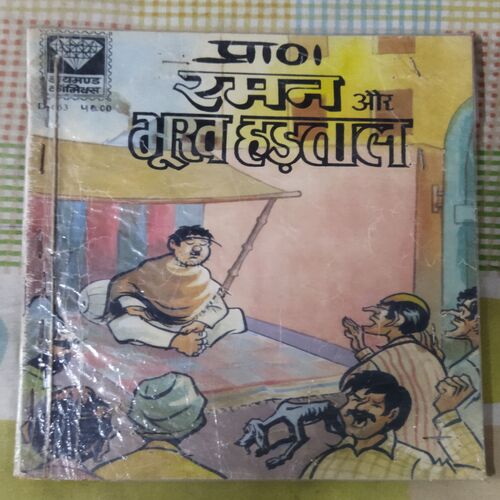 डायमण्ड
कॉमिक्स
प्राण
रमन और
भूख हड़ताल